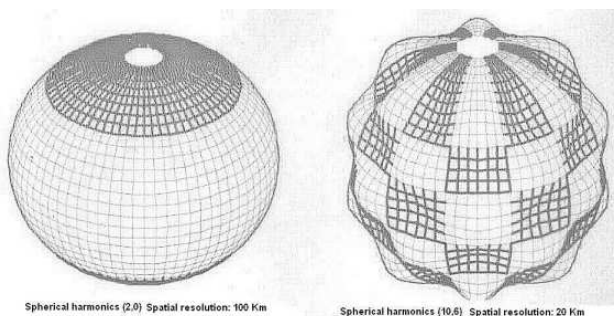 Spherical harmonics (2,0) Spatial resolution: 100 Km
Spherical harmonics (10,6) Spatial resolution: 20 Km